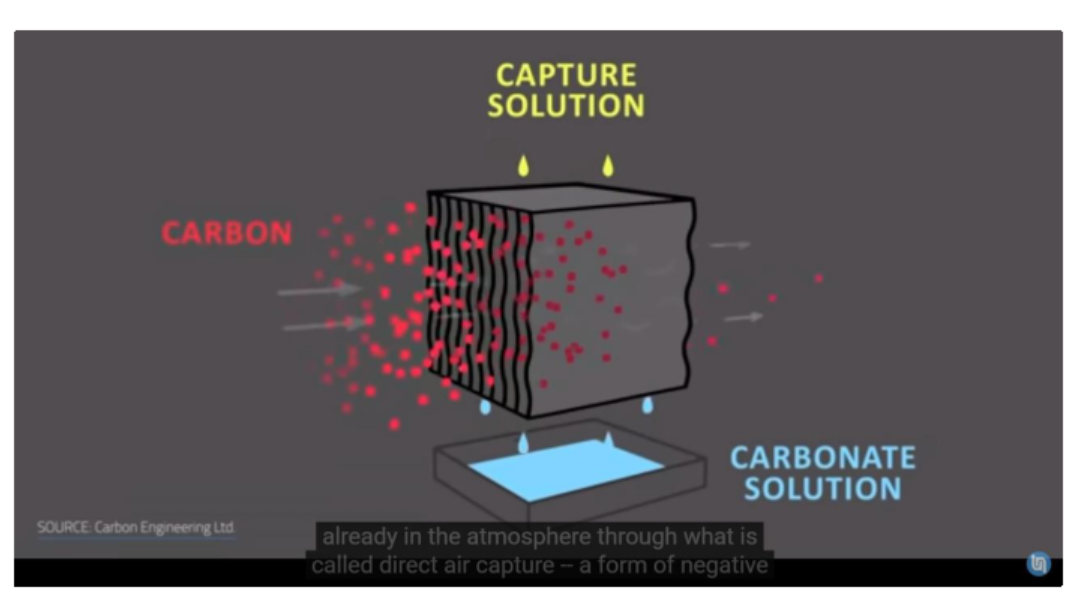 CAPTURE
SOLUTION
CARBON
CARBONATE
SOLUTION
SOURCE: Carbon Engineering Ltd.
already in the atmosphere through what is
called direct air capture -- a form of negative